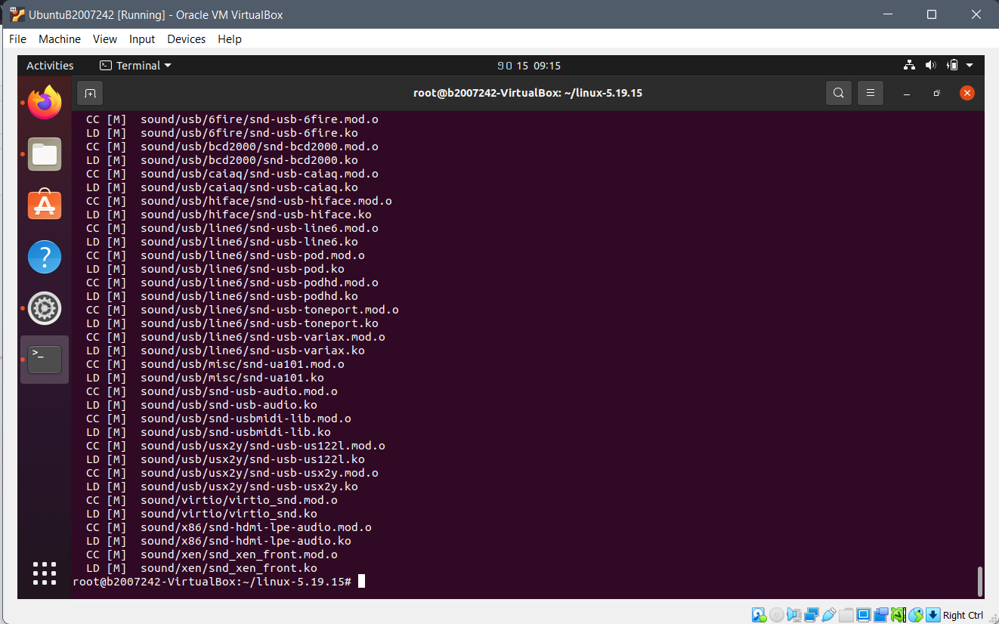 UbuntuB2007242 [Running] - Oracle VM VirtualBox
File Machine View Input Devices Help
Activities Terminal 15 09:15
root@b2007242-VirtualBox: ~/linux-5.19.15
CC [M] sound/usb/6fire/snd-usb-6fire.mod.o
LD [M] sound/usb/6fire/snd-usb-6fire.ko
CC [M] sound/usb/bcd2000/snd-bcd2000.mod.o
LD [M] sound/usb/bcd2000/snd-bcd2000.ko
CC [M] sound/usb/caiaq/snd-usb-caiaq.mod.o
LD [M] sound/usb/caiaq/snd-usb-caiaq.ko
CC [M] sound/usb/hiface/snd-usb-hiface.mod.o
LD [M] sound/usb/hiface/snd-usb-hiface.ko
CC [M] sound/usb/line6/snd-usb-line6.mod.o
LD [M] sound/usb/line6/snd-usb-line6.ko
CC [M] sound/usb/line6/snd-usb-pod.mod.o
LD [M] sound/usb/line6/snd-usb-pod.ko
CC [M] sound/usb/line6/snd-usb-podhd.mod.o
LD [M] sound/usb/line6/snd-usb-podhd.ko
CC [M] sound/usb/line6/snd-usb-toneport.mod.o
LD [M] sound/usb/line6/snd-usb-toneport.ko
CC [M] sound/usb/line6/snd-usb-variax.mod.o
LD [M] sound/usb/line6/snd-usb-variax.ko
CC [M] sound/usb/misc/snd-ua101.mod.o
LD [M] sound/usb/misc/snd-ua101.ko
CC [M] sound/usb/snd-usb-audio.mod.o
LD [M] sound/usb/snd-usb-audio.ko
CC [M] sound/usb/snd-usbmidi-lib.mod.o
LD [M] sound/usb/snd-usbmidi-lib.ko
CC [M] sound/usb/usx2y/snd-usb-us122l.mod.o
LD [M] sound/usb/usx2y/snd-usb-us122l.ko
CC [M] sound/usb/usx2y/snd-usb-usx2y.mod.o
LD [M] sound/usb/usx2y/snd-usb-usx2y.ko
CC [M] sound/virtio/virtio_snd.mod.o
LD [M] sound/virtio/virtio_snd.ko
CC [M] sound/x86/snd-hdmi-lpe-audio.mod.o
LD [M] sound/x86/snd-hdmi-lpe-audio.ko
CC [M] sound/xen/snd_xen_front.mod.o
LD [M] sound/xen/snd_xen_front.ko
root@b2007242-VirtualBox:~/linux-5.19.15#
Right Ctrl